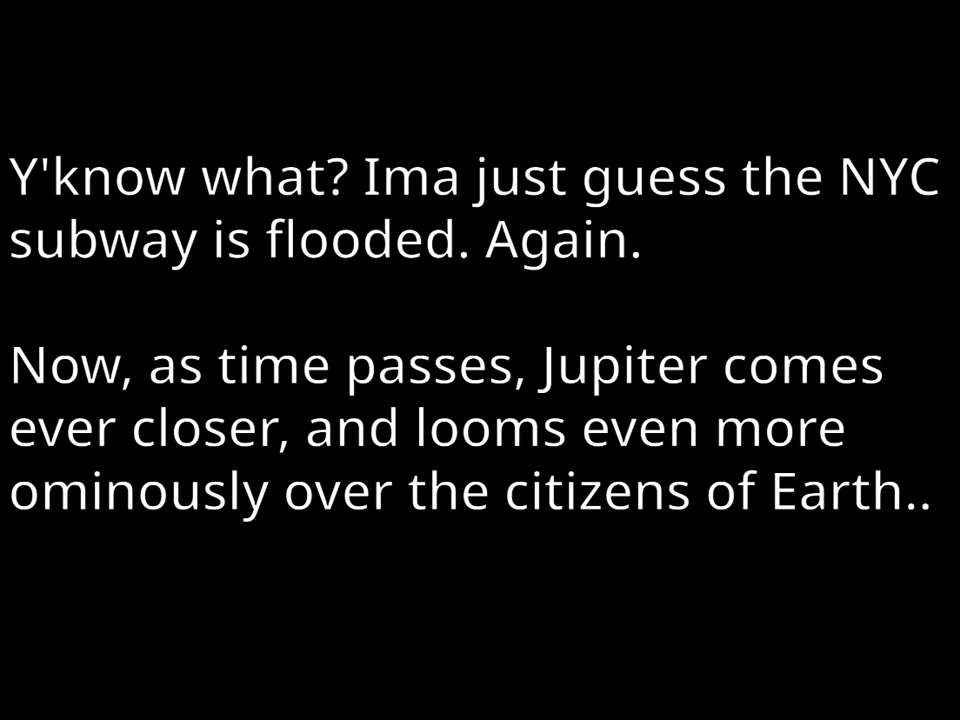 Y'know what? Ima just guess the NYC
subway is flooded. Again.
Now, as time passes, Jupiter comes
ever closer, and looms even more
ominously over the citizens of Earth..